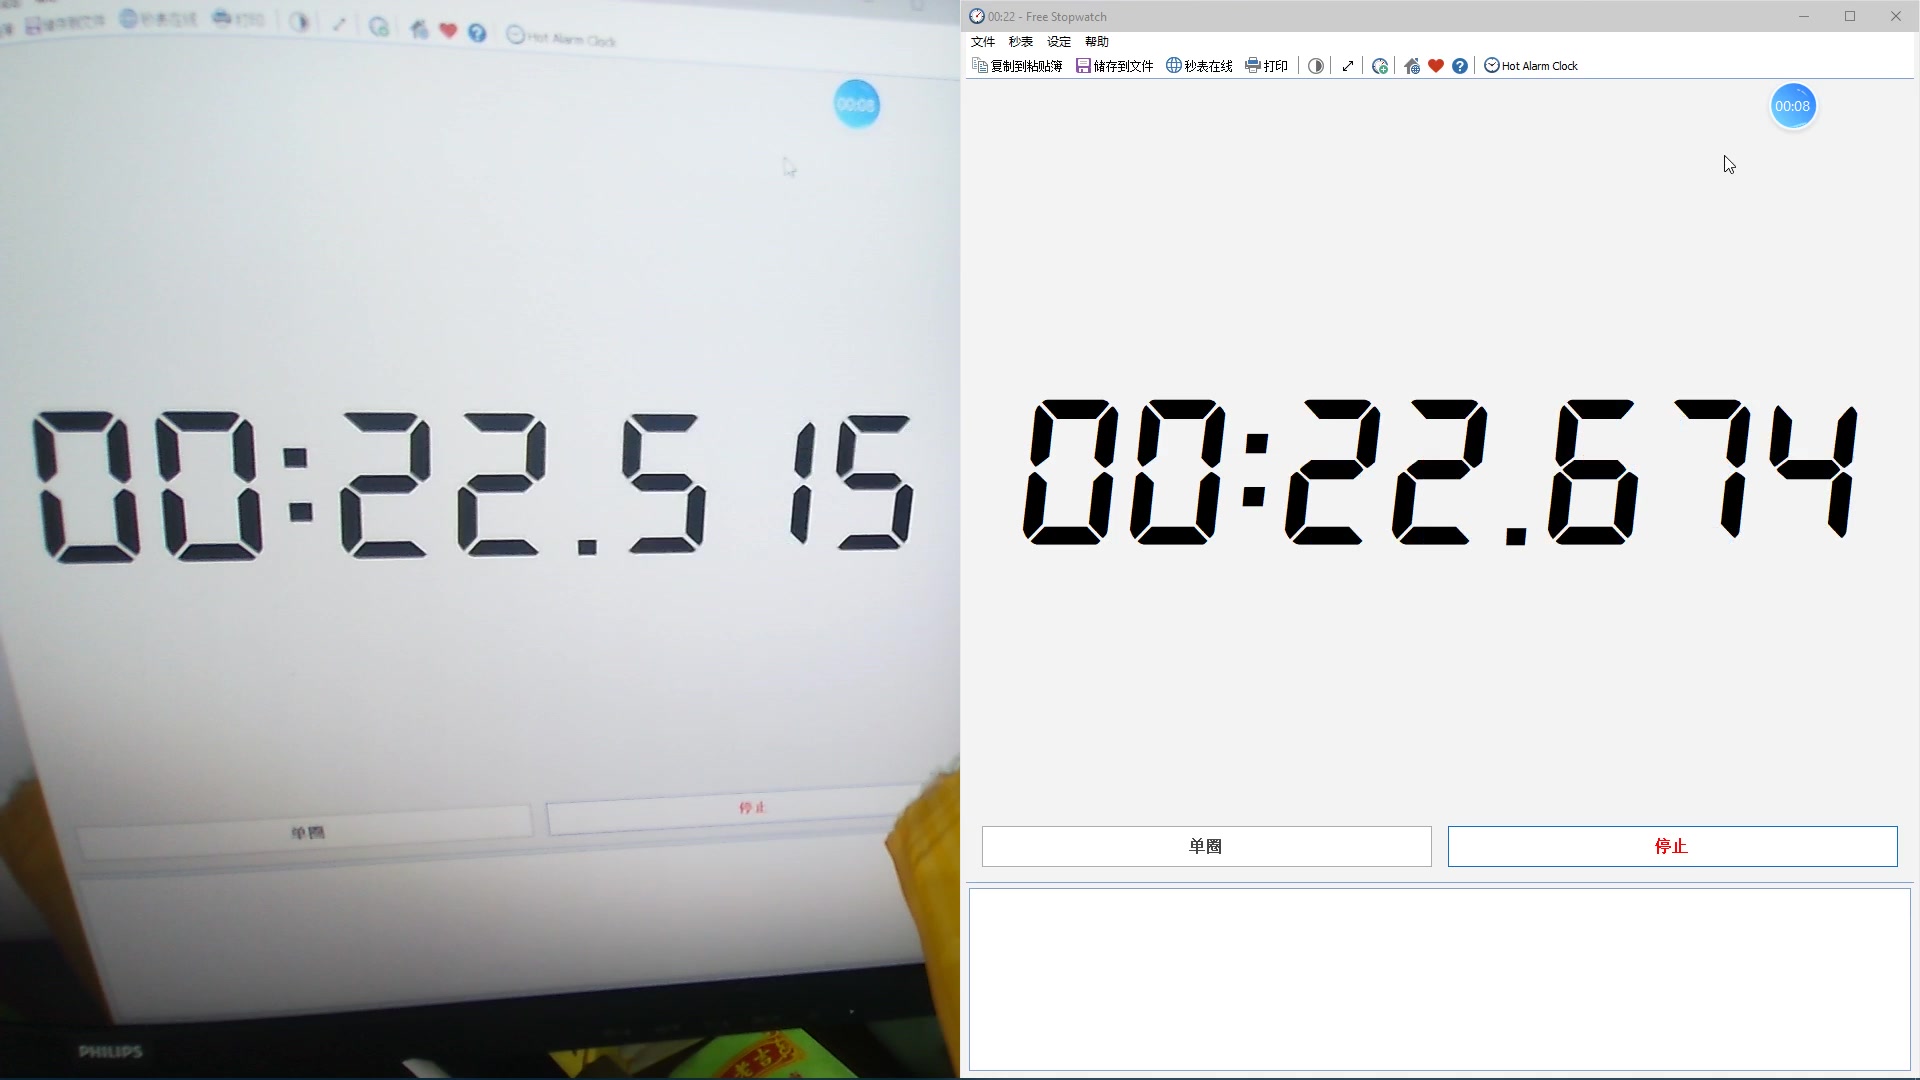 储存到文件 秒表在线 打印 Hot Alarm Clock
00:08
00:22.515
单圈 停止
PHILIPS
00:22 - Free Stopwatch
文件 秒表 设定 帮助
复制到粘贴簿 储存到文件 秒表在线 打印 Hot Alarm Clock
00:08
00:22.674
单圈 停止